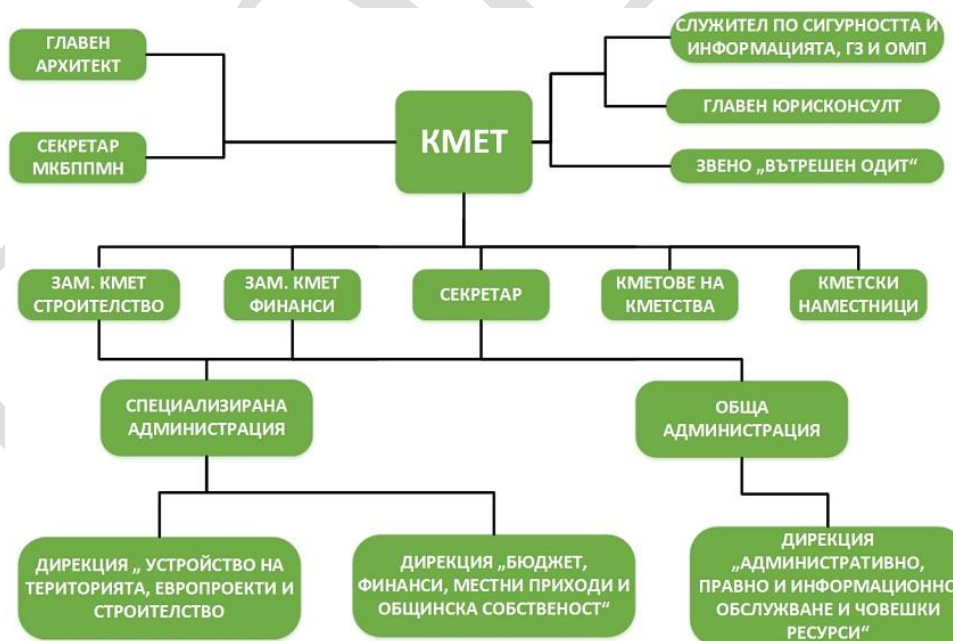 ГЛАВЕН
АРХИТЕКТ
СЕКРЕТАР
МКБППМН
КМЕТ
СЛУЖИТЕЛ ПО СИГУРНОСТТА И
ИНФОРМАЦИЯТА, ГЗ И ОМП
ГЛАВЕН ЮРИСКОНСУЛТ
ЗВЕНО „ВЪТРЕШЕН ОДИТ“
ЗАМ. КМЕТ
СТРОИТЕЛСТВО
ЗАМ. КМЕТ
ФИНАНСИ
СЕКРЕТАР
КМЕТОВЕ НА
КМЕТСТВА
КМЕТСКИ
НАМЕСТНИЦИ
СПЕЦИАЛИЗИРАНА
АДМИНИСТРАЦИЯ
ОБЩА
АДМИНИСТРАЦИЯ
ДИРЕКЦИЯ „ УСТРОЙСТВО НА
ТЕРИТОРИЯТА, ЕВРОПРОЕКТИ И
СТРОИТЕЛСТВО
ДИРЕКЦИЯ „БЮДЖЕТ,
ФИНАНСИ, МЕСТНИ ПРИХОДИ И
ОБЩИНСКА СОБСТВЕНОСТ“
ДИРЕКЦИЯ
„АДМИНИСТРАТИВНО,
ПРАВНО И ИНФОРМАЦИОННО
ОБСЛУЖВАНЕ И ЧОВЕШКИ
РЕСУРСИ“